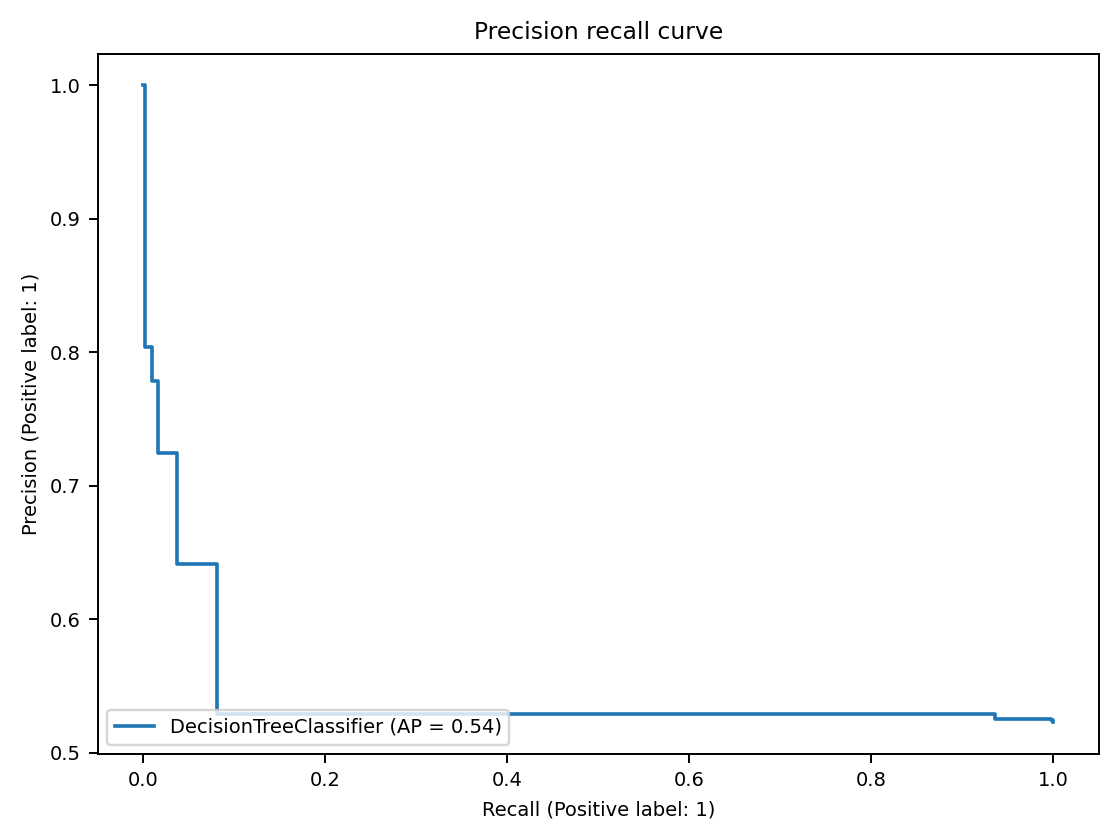 Precision recall curve
1.0
0.9
0.8
0.7
0.6
0.5
Precision (Positive label: 1)
DecisionTreeClassifier (AP = 0.54)
0.0 0.2 0.4 0.6 0.8 1.0
Recall (Positive label: 1)